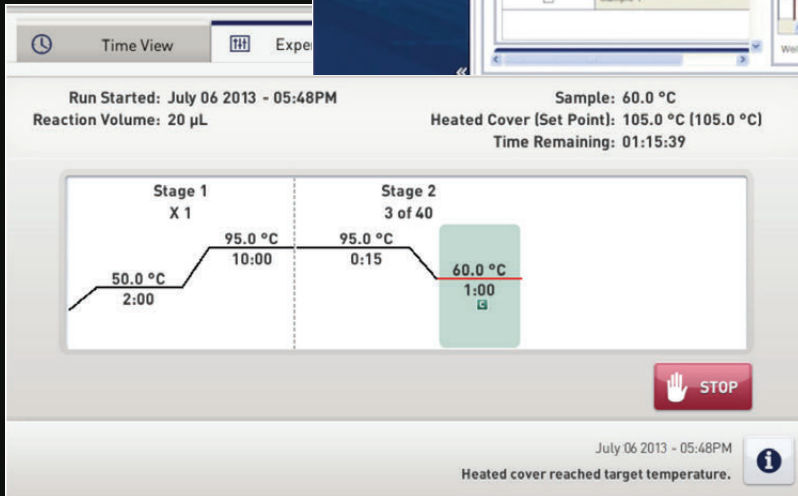 Time View
Run Started: July 06 2013 - 05:48PM
Reaction Volume: 20 µL
Sample: 60.0 °C
Heated Cover (Set Point): 105.0 °C (105.0 °C)
Time Remaining: 01:15:39
Stage 1
X 1
Stage 2
3 of 40
50.0 °C
2:00
95.0 °C
10:00
95.0 °C
0:15
60.0 °C
1:00
C
STOP
July 06 2013 - 05:48PM
Heated cover reached target temperature.